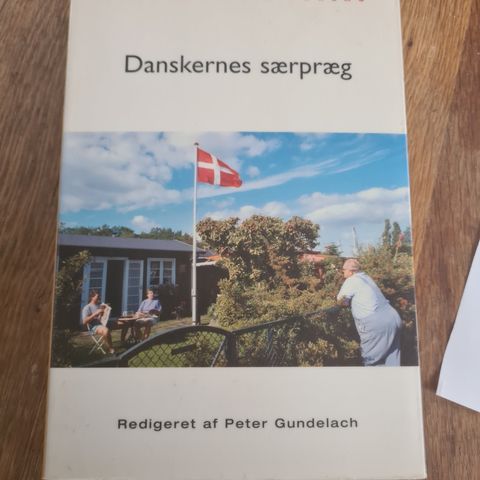 Danskernes særpræg
Redigeret af Peter Gundelach